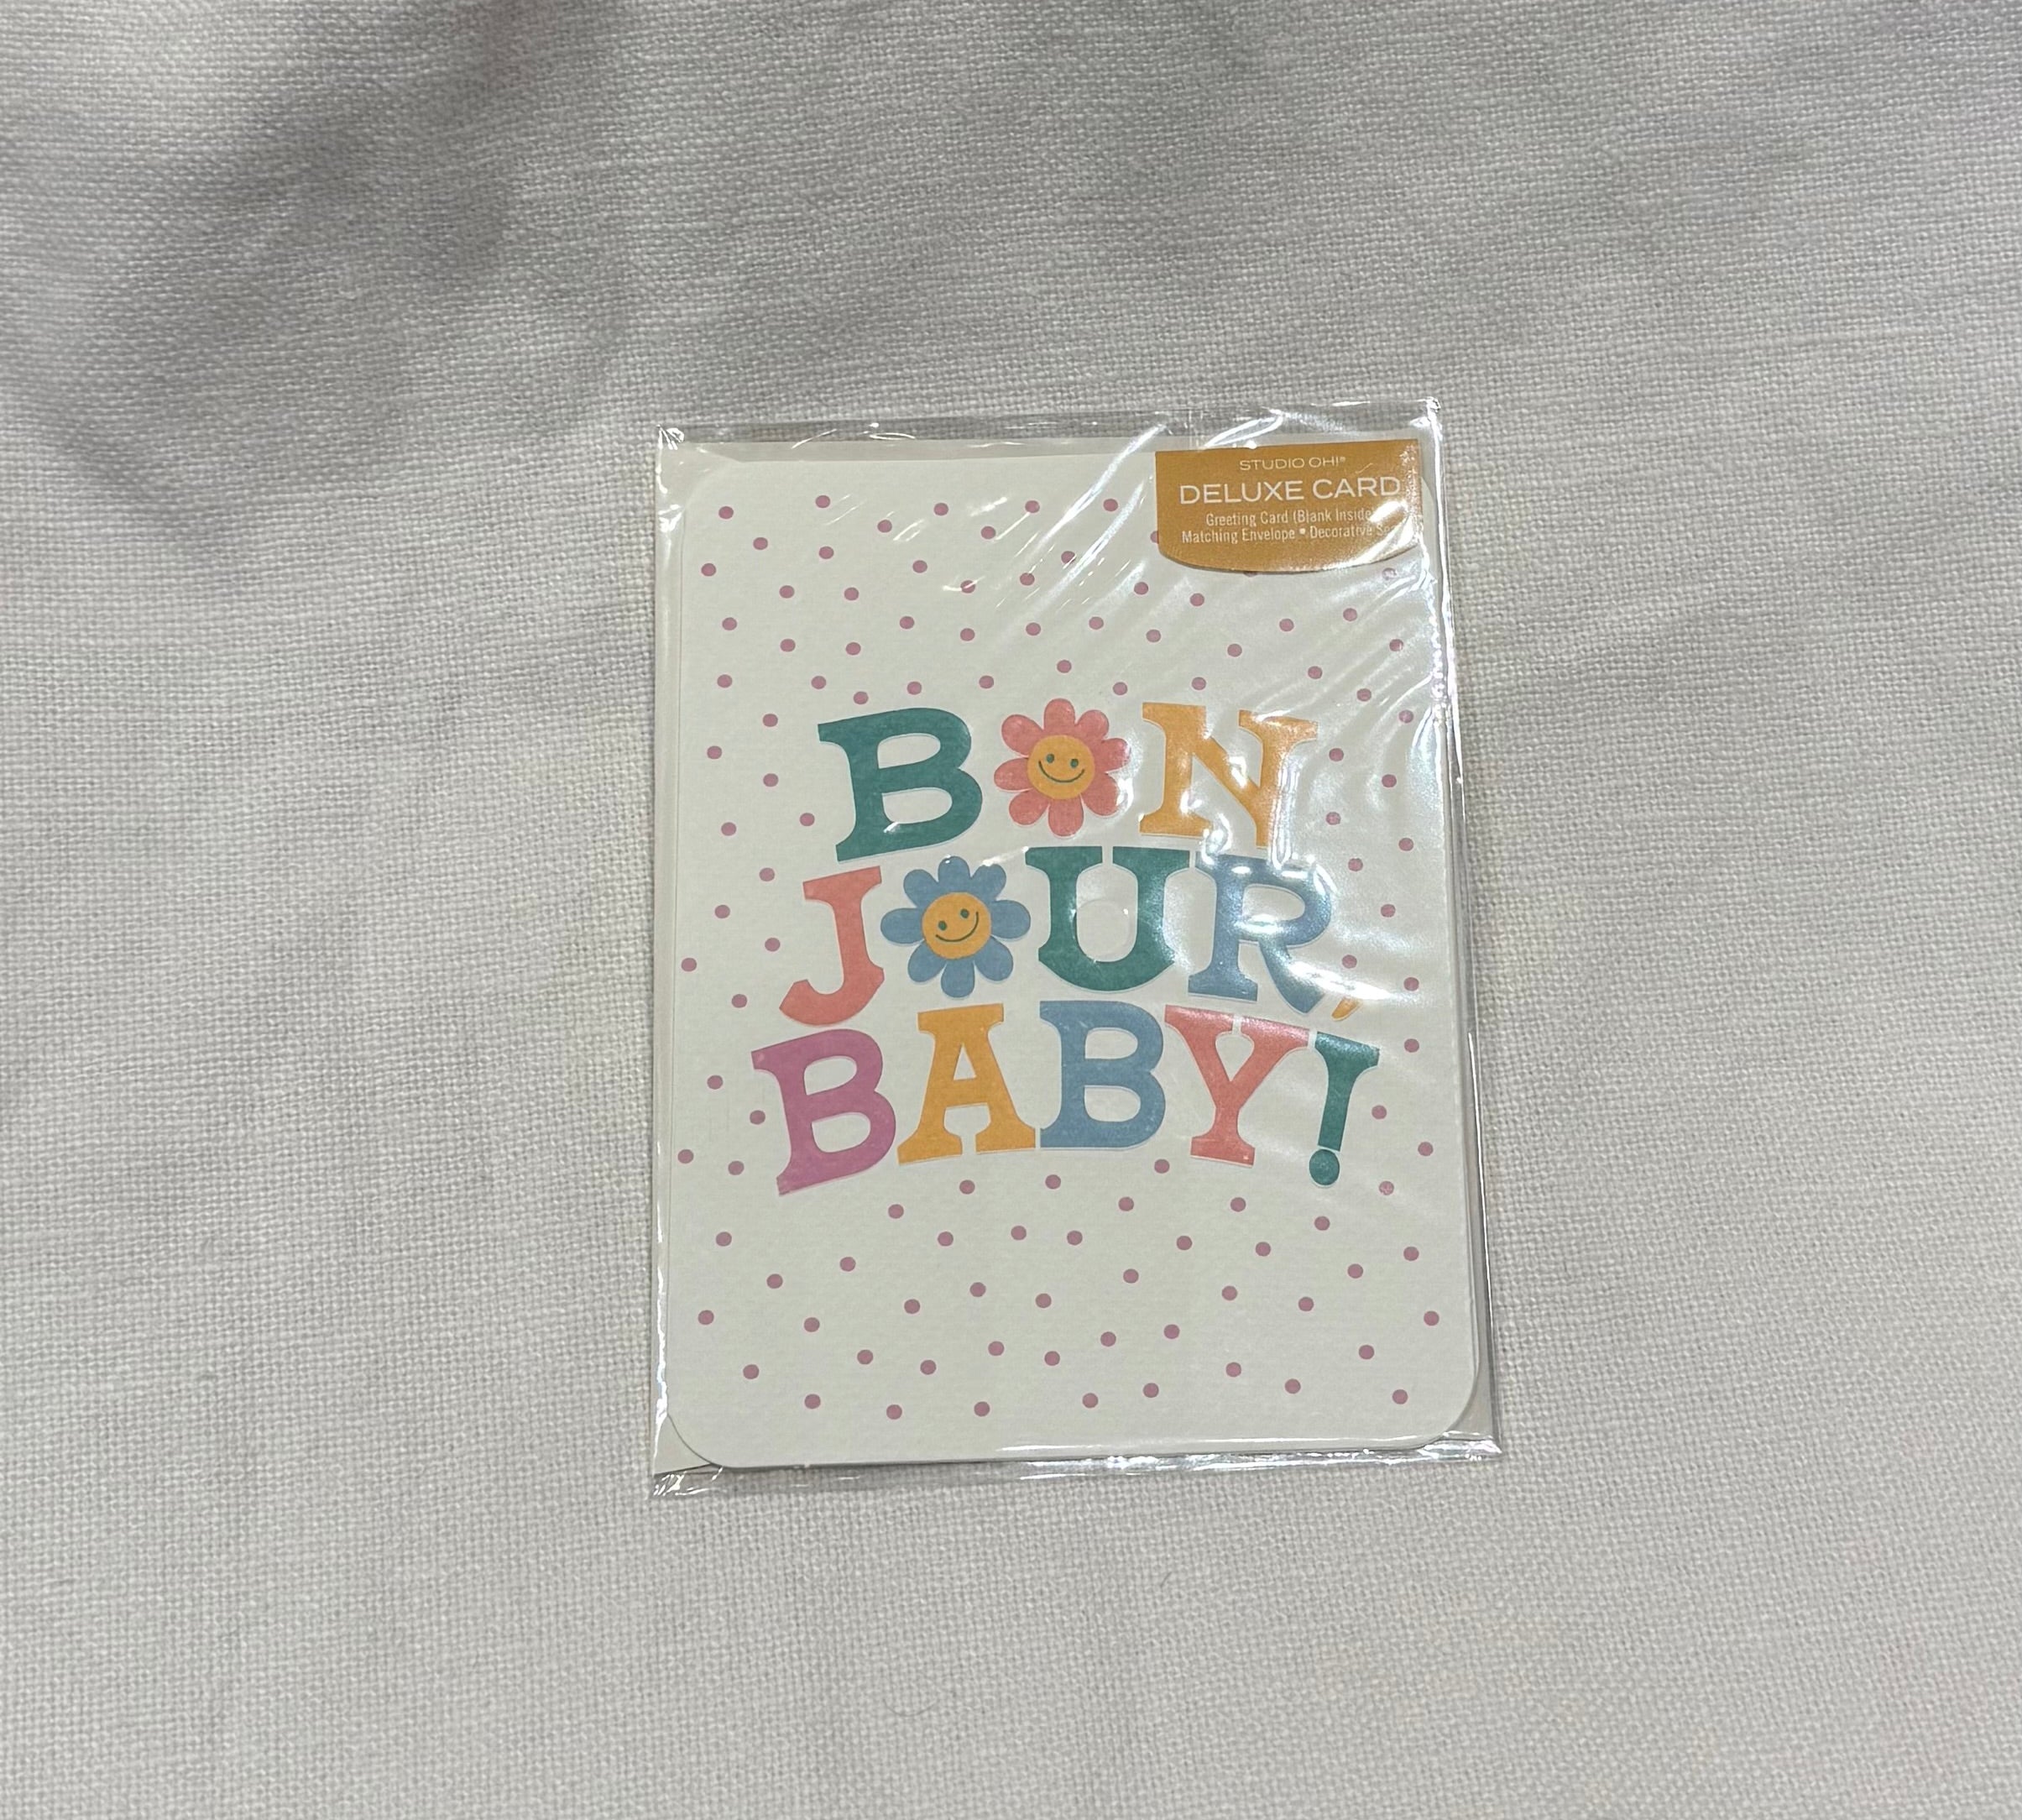 STUDIO OH!®
DELUXE CARD
Greeting Card (Blank Inside)
Matching Envelope • Decorative
BON
JOUR,
BABY!